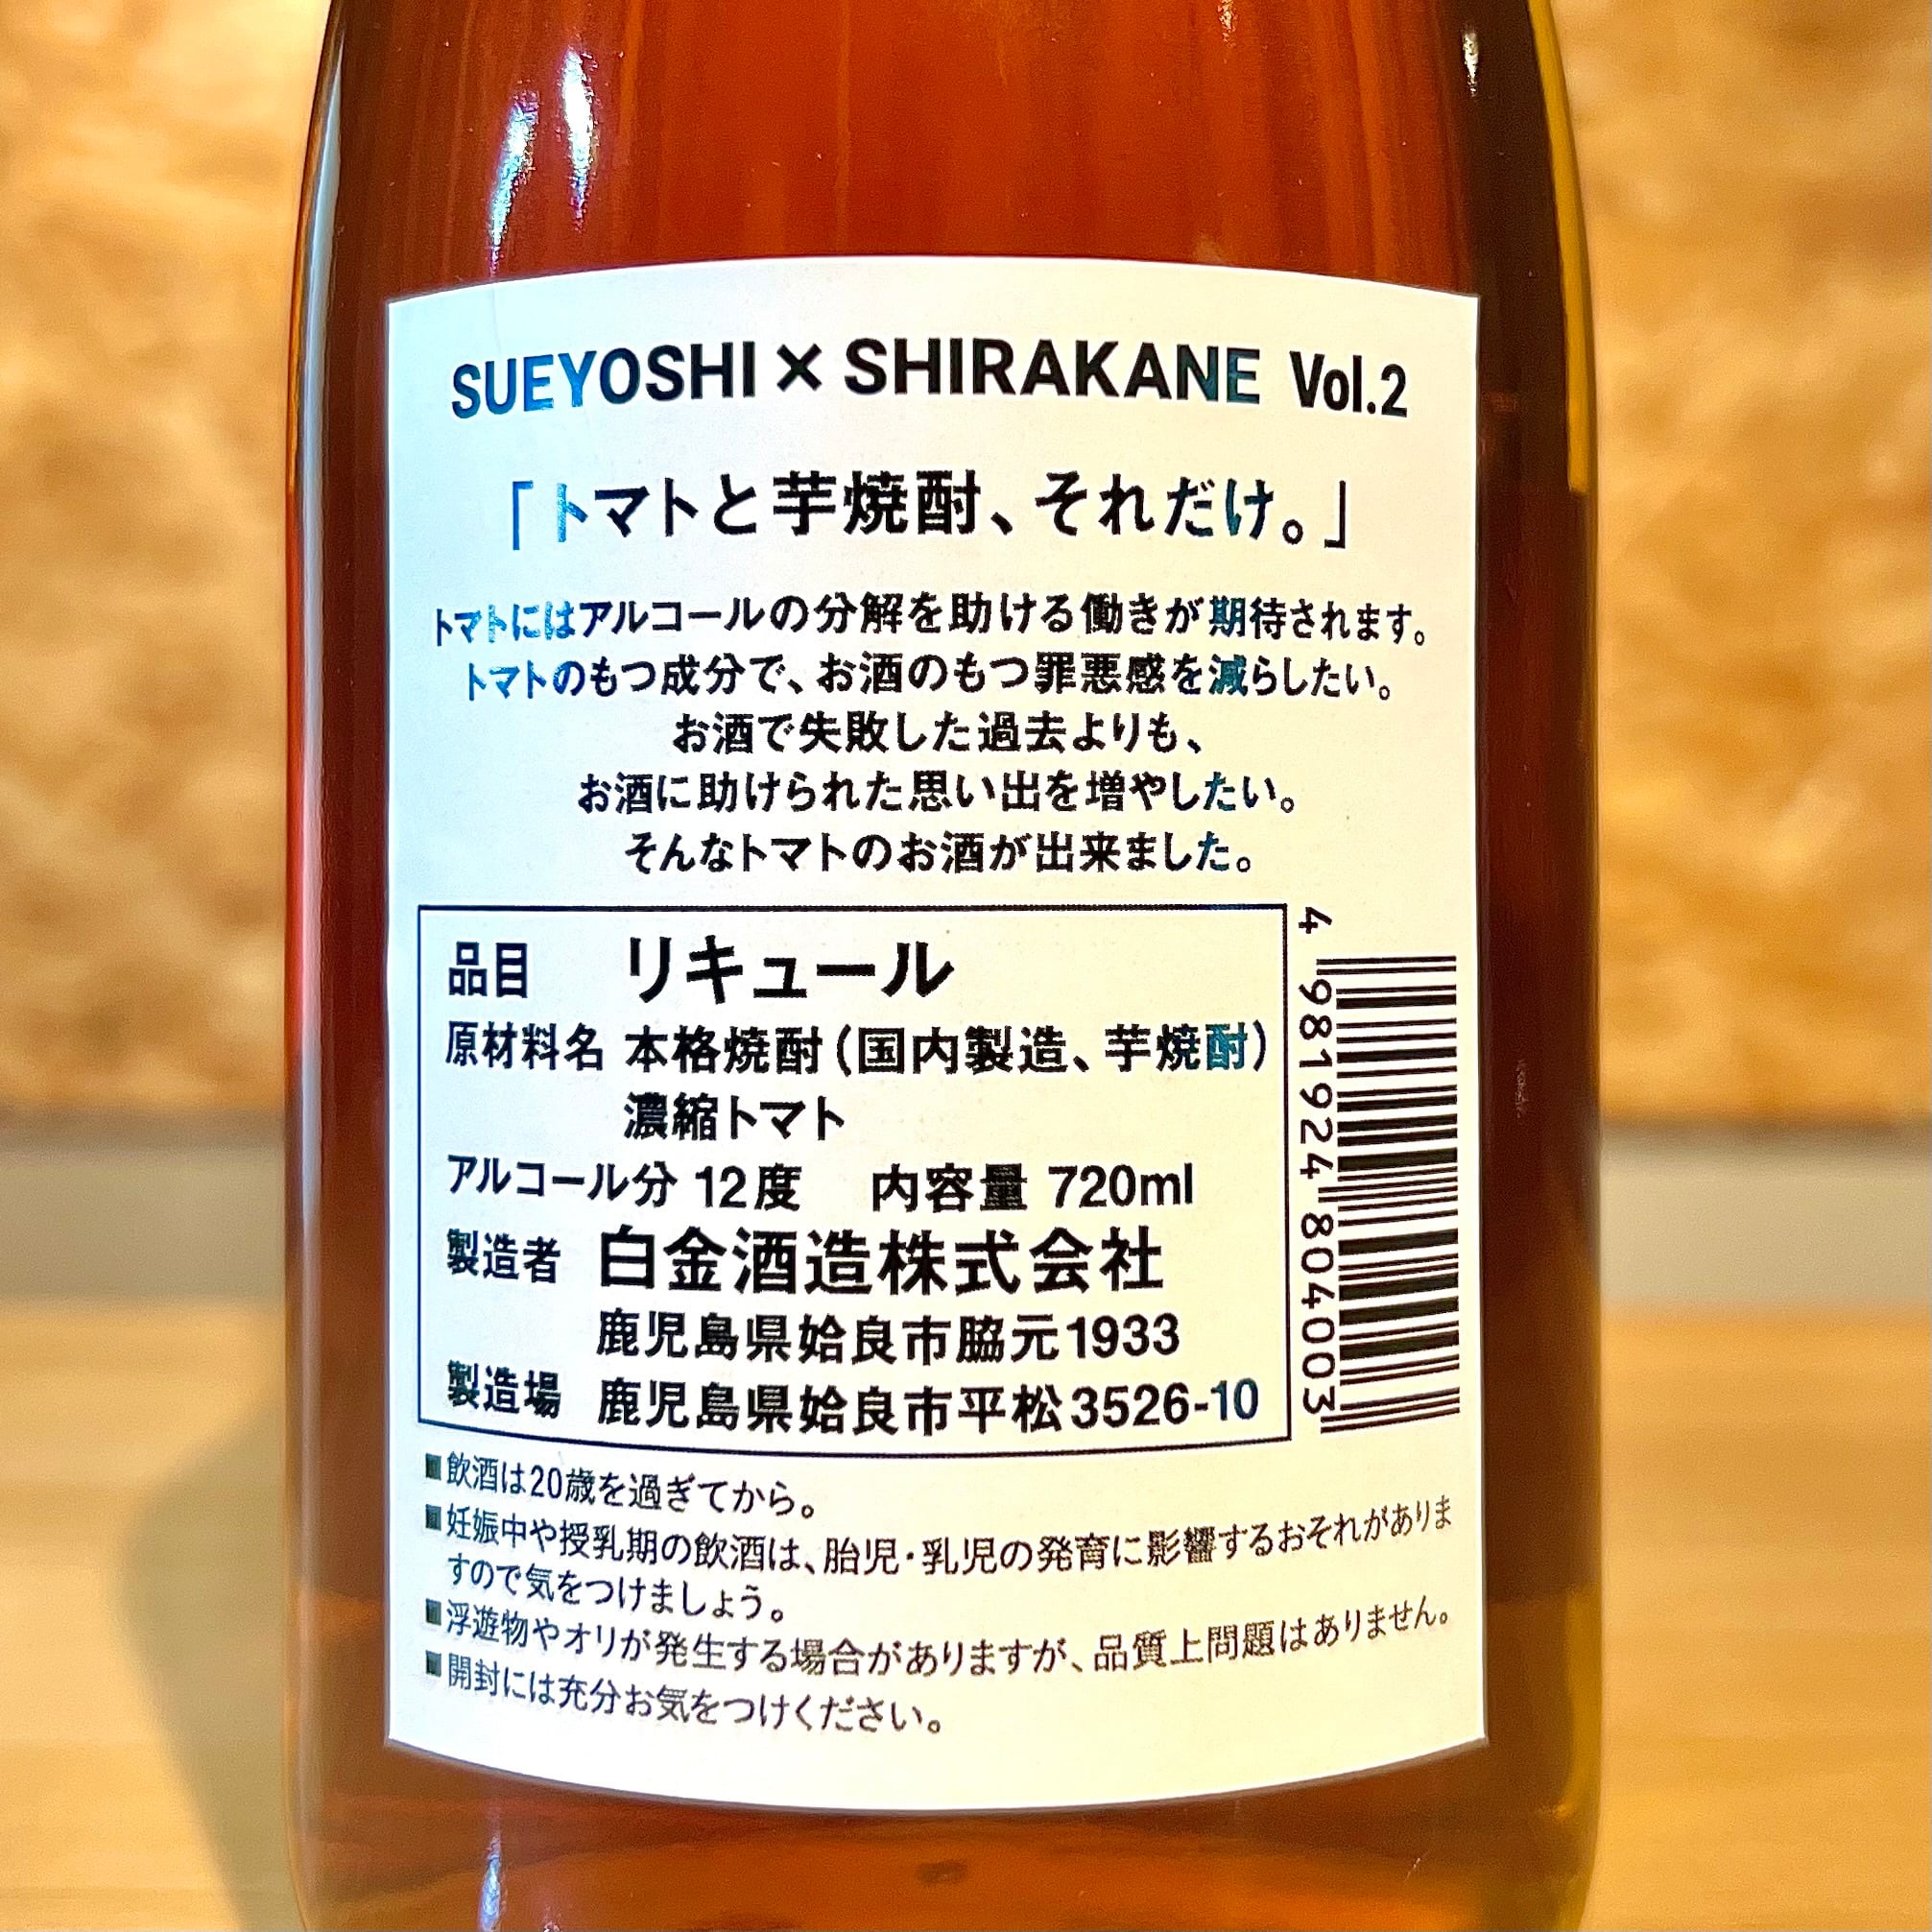 SUEYOSHI × SHIRAKANE Vol.2
「トマトと芋焼酎、それだけ。」
トマトにはアルコールの分解を助ける働きが期待されます。
トマトのもつ成分で、お酒のもつ罪悪感を減らしたい。
お酒で失敗した過去よりも、
お酒に助けられた思い出を増やしたい。
そんなトマトのお酒が出来ました。
品目 リキュール
原材料名 本格焼酎(国内製造、芋焼酎)
濃縮トマト
アルコール分 12度 内容量 720ml
製造者 白金酒造株式会社
鹿児島県姶良市脇元1933
製造場 鹿児島県姶良市平松3526-10
4 981924 804003
■飲酒は20歳を過ぎてから。
■妊娠中や授乳期の飲酒は、胎児・乳児の発育に影響するおそれがありま
すので気をつけましょう。
■浮遊物やオリが発生する場合がありますが、品質上問題はありません。
■開封には充分お気をつけください。